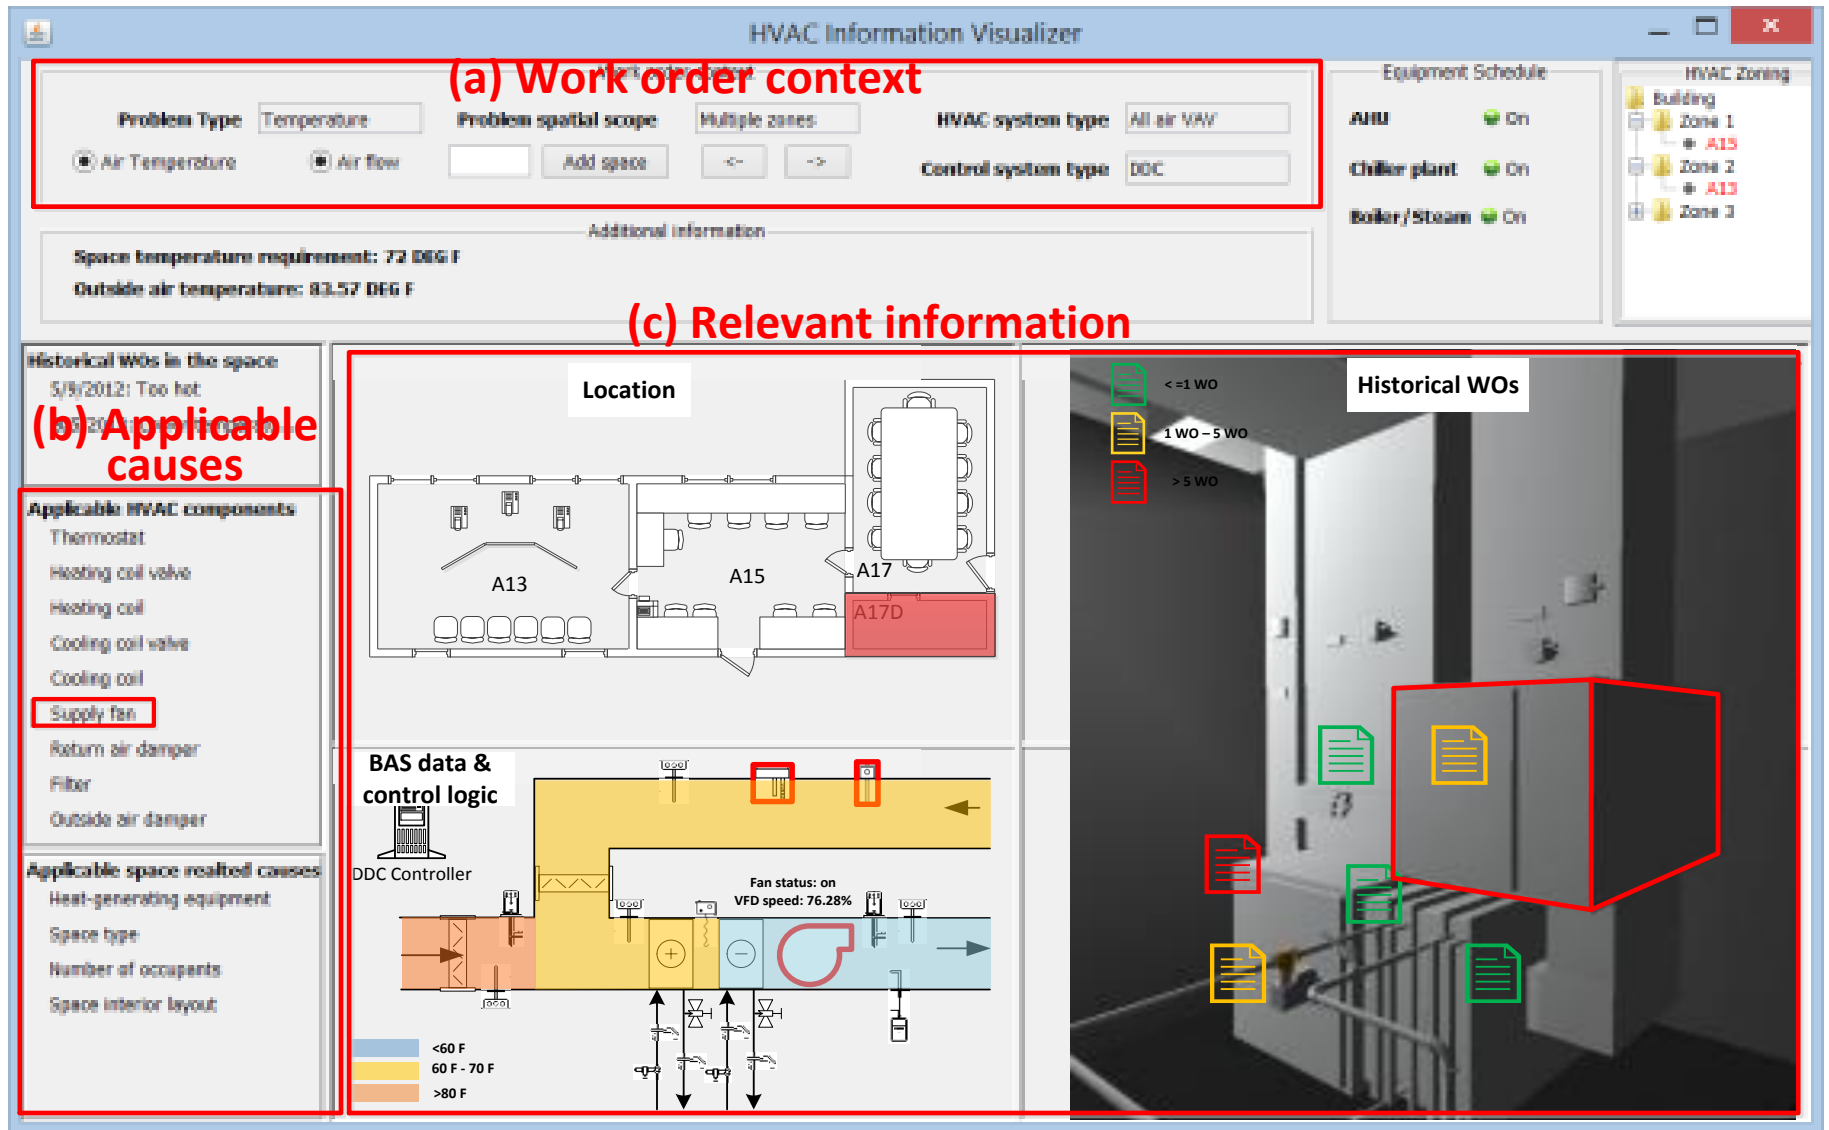 HVAC Information Visualizer
(a) Work order context
Problem Type Temperature Problem spatial scope Multiple zones HVAC system type All air VAV
Air Temperature Air flow Add space <- -> Control system type DDC
Equipment Schedule
AHU On
Chiller plant On
Boiler/Steam On
HVAC Zoning
Building
Zone 1
A15
Zone 2
A13
Zone 3
Additional information
Space temperature requirement: 72 DEG F
Outside air temperature: 83.57 DEG F
(c) Relevant information
Historical WOs in the space
5/9/2012: Too hot
(b) Applicable
causes
Applicable HVAC components
Thermostat
Heating coil valve
Heating coil
Cooling coil valve
Cooling coil
Supply fan
Return air damper
Filter
Outside air damper
Applicable space realted causes
Heat-generating equipment
Space type
Number of occupants
Space interior layout
Location
A13
A15
A17
A17D
BAS data &
control logic
DDC Controller
Fan status: on
VFD speed: 76.28%
<60 F
60 F - 70 F
>80 F
Historical WOs
< =1 WO
1 WO – 5 WO
> 5 WO